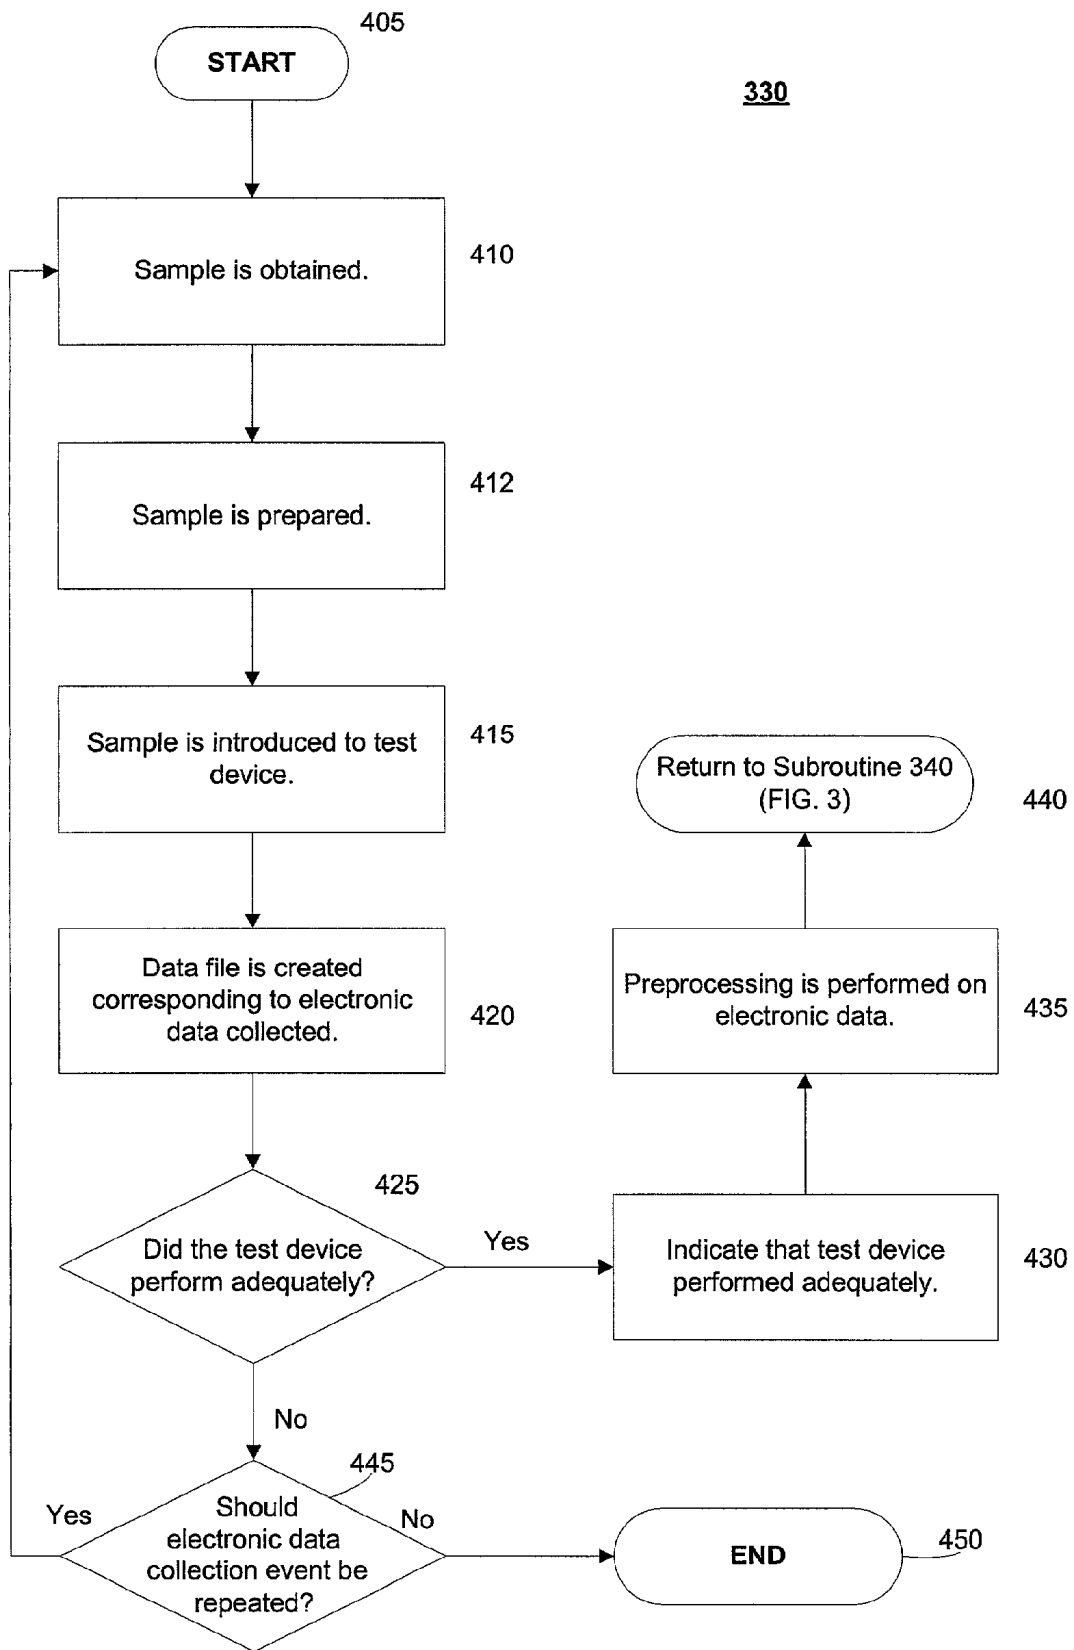 405
START
330
Sample is obtained.
410
Sample is prepared.
412
Sample is introduced to test
device.
415
Return to Subroutine 340
(FIG. 3)
440
Data file is created
corresponding to electronic
data collected.
420
Preprocessing is performed on
electronic data.
435
425
Did the test device
perform adequately?
Yes
Indicate that test device
performed adequately.
430
No
445
Yes
Should
electronic data
collection event be
repeated?
No
END
450